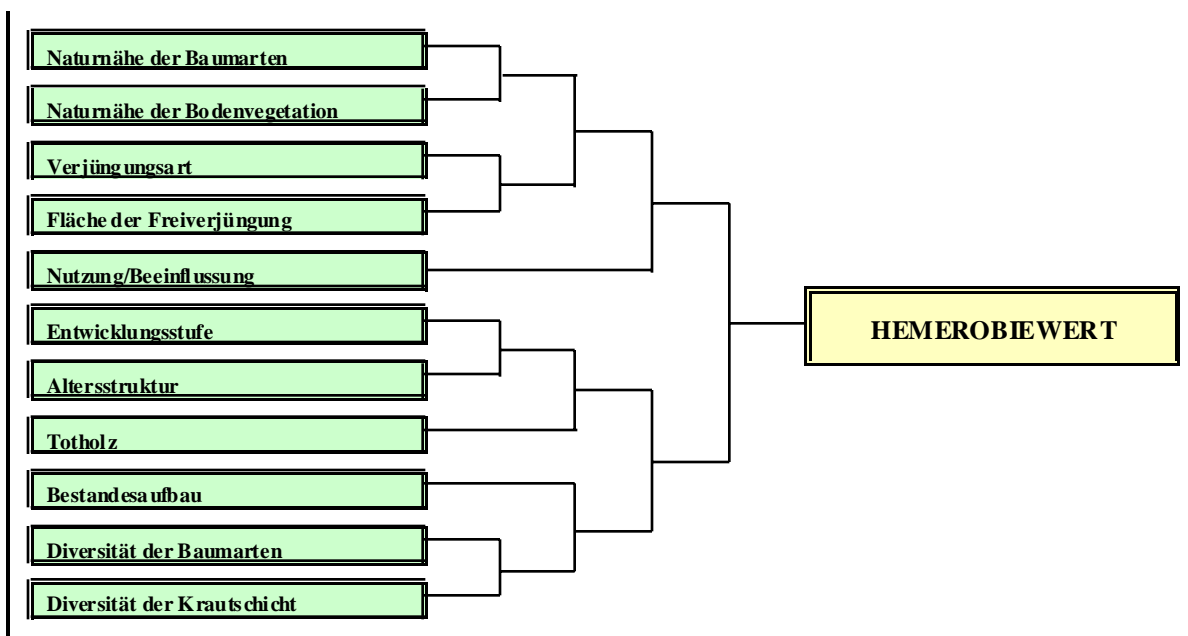 Naturnähe der Baumarten
Naturnähe der Bodenvegetation
Verjüngungsart
Fläche der Freiverjüngung
Nutzung/Beeinflussung
Entwicklungsstufe
Altersstruktur
Totholz
Bestandesaufbau
Diversität der Baumarten
Diversität der Krautschicht
HEMEROBIEWERT